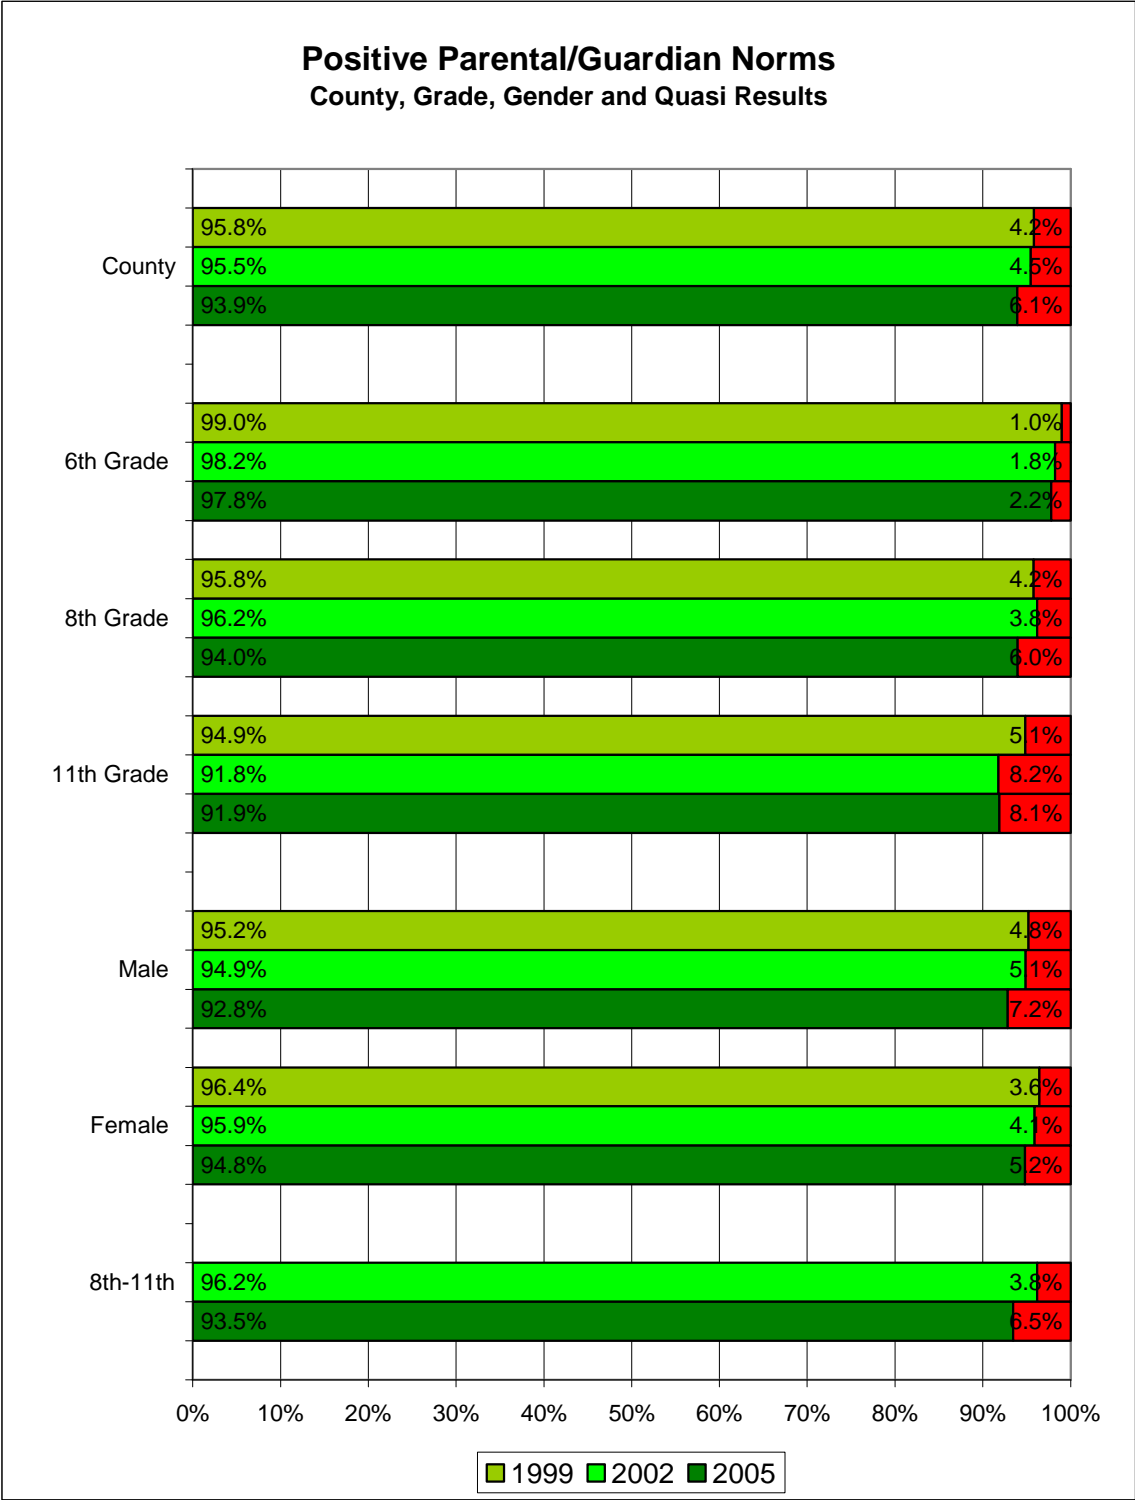 Positive Parental/Guardian Norms
County, Grade, Gender and Quasi Results
95.8% 4.2%
County 95.5% 4.5%
93.9% 6.1%
99.0% 1.0%
6th Grade 98.2% 1.8%
97.8% 2.2%
95.8% 4.2%
8th Grade 96.2% 3.8%
94.0% 6.0%
94.9% 5.1%
11th Grade 91.8% 8.2%
91.9% 8.1%
95.2% 4.8%
Male 94.9% 5.1%
92.8% 7.2%
96.4% 3.6%
Female 95.9% 4.1%
94.8% 5.2%
8th-11th 96.2% 3.8%
93.5% 6.5%
0% 10% 20% 30% 40% 50% 60% 70% 80% 90% 100%
1999 2002 2005